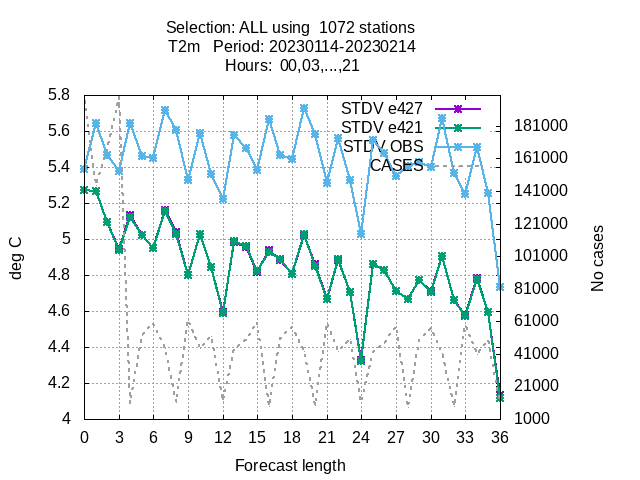 Selection: ALL using  1072 stations
T2m   Period: 20230114-20230214
Hours:  00,03,...,21
STDV e427
STDV e421
STDV OBS
CASES
5.8
5.6
5.4
5.2
5
4.8
4.6
4.4
4.2
4
181000
161000
141000
121000
101000
81000
61000
41000
21000
1000
deg C
No cases
0 3 6 9 12 15 18 21 24 27 30 33 36
Forecast length